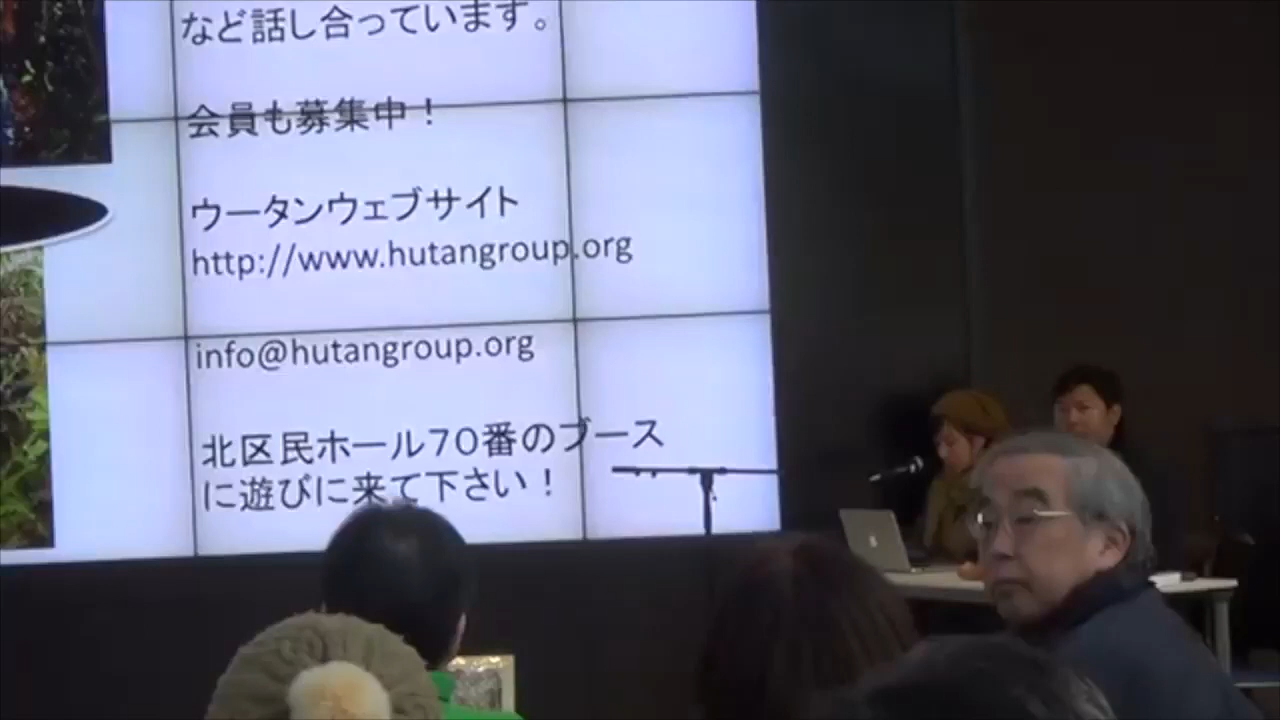 など話し合っています。
会員も募集中！
ウータンウェブサイト
http://www.hutangroup.org
info@hutangroup.org
北区民ホール70番のブース
に遊びに来て下さい！